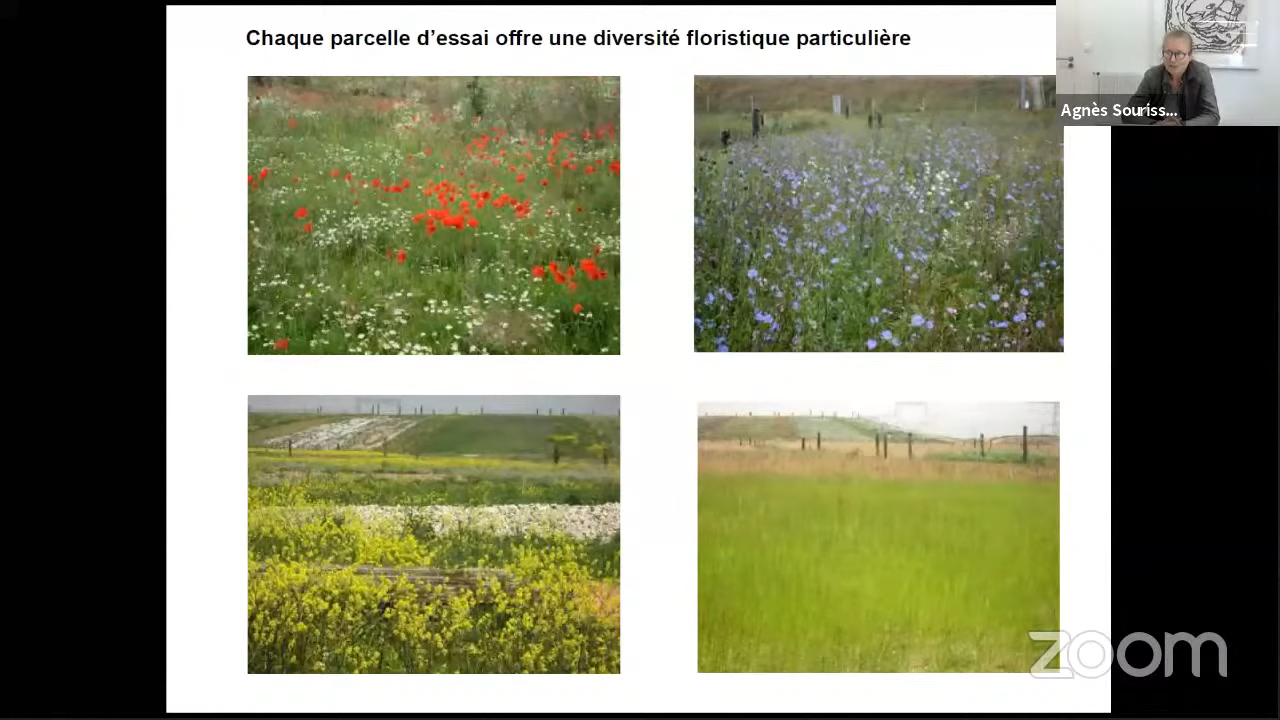 Chaque parcelle d'essai offre une diversité floristique particulière
Agnès Souriss...
zoom